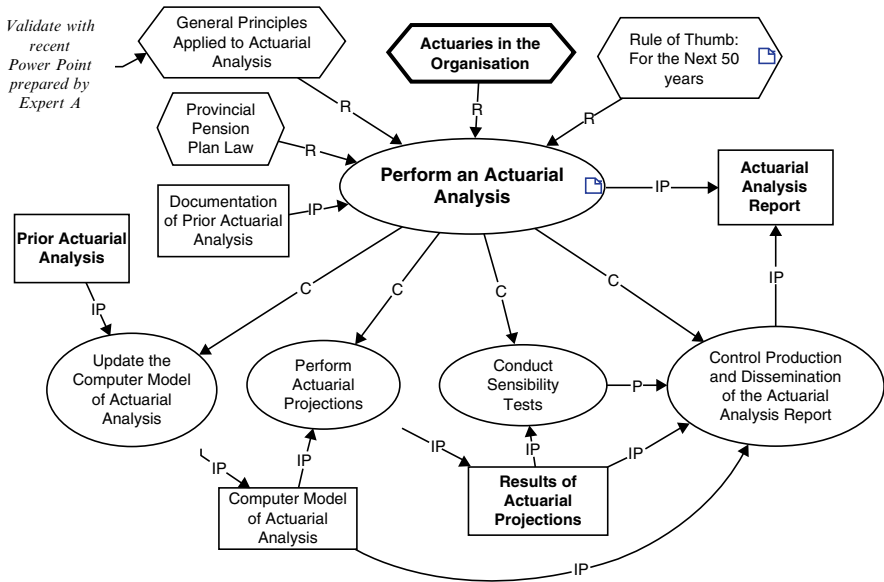 Validate with
recent
Power Point
prepared by
Expert A
General Principles
Applied to Actuarial
Analysis
Actuaries in the
Organisation
Rule of Thumb:
For the Next 50
years
R
R
R
Provincial
Pension
Plan Law
R
Perform an Actuarial
Analysis
IP
Actuarial
Analysis
Report
Documentation
of Prior Actuarial
Analysis
IP
Prior Actuarial
Analysis
IP
C
C
C
C
IP
Update the
Computer Model
of Actuarial
Analysis
Perform
Actuarial
Projections
Conduct
Sensibility
Tests
P
Control Production
and Dissemination
of the Actuarial
Analysis Report
IP
IP
IP
IP
IP
Computer Model
of Actuarial
Analysis
Results of
Actuarial
Projections
IP